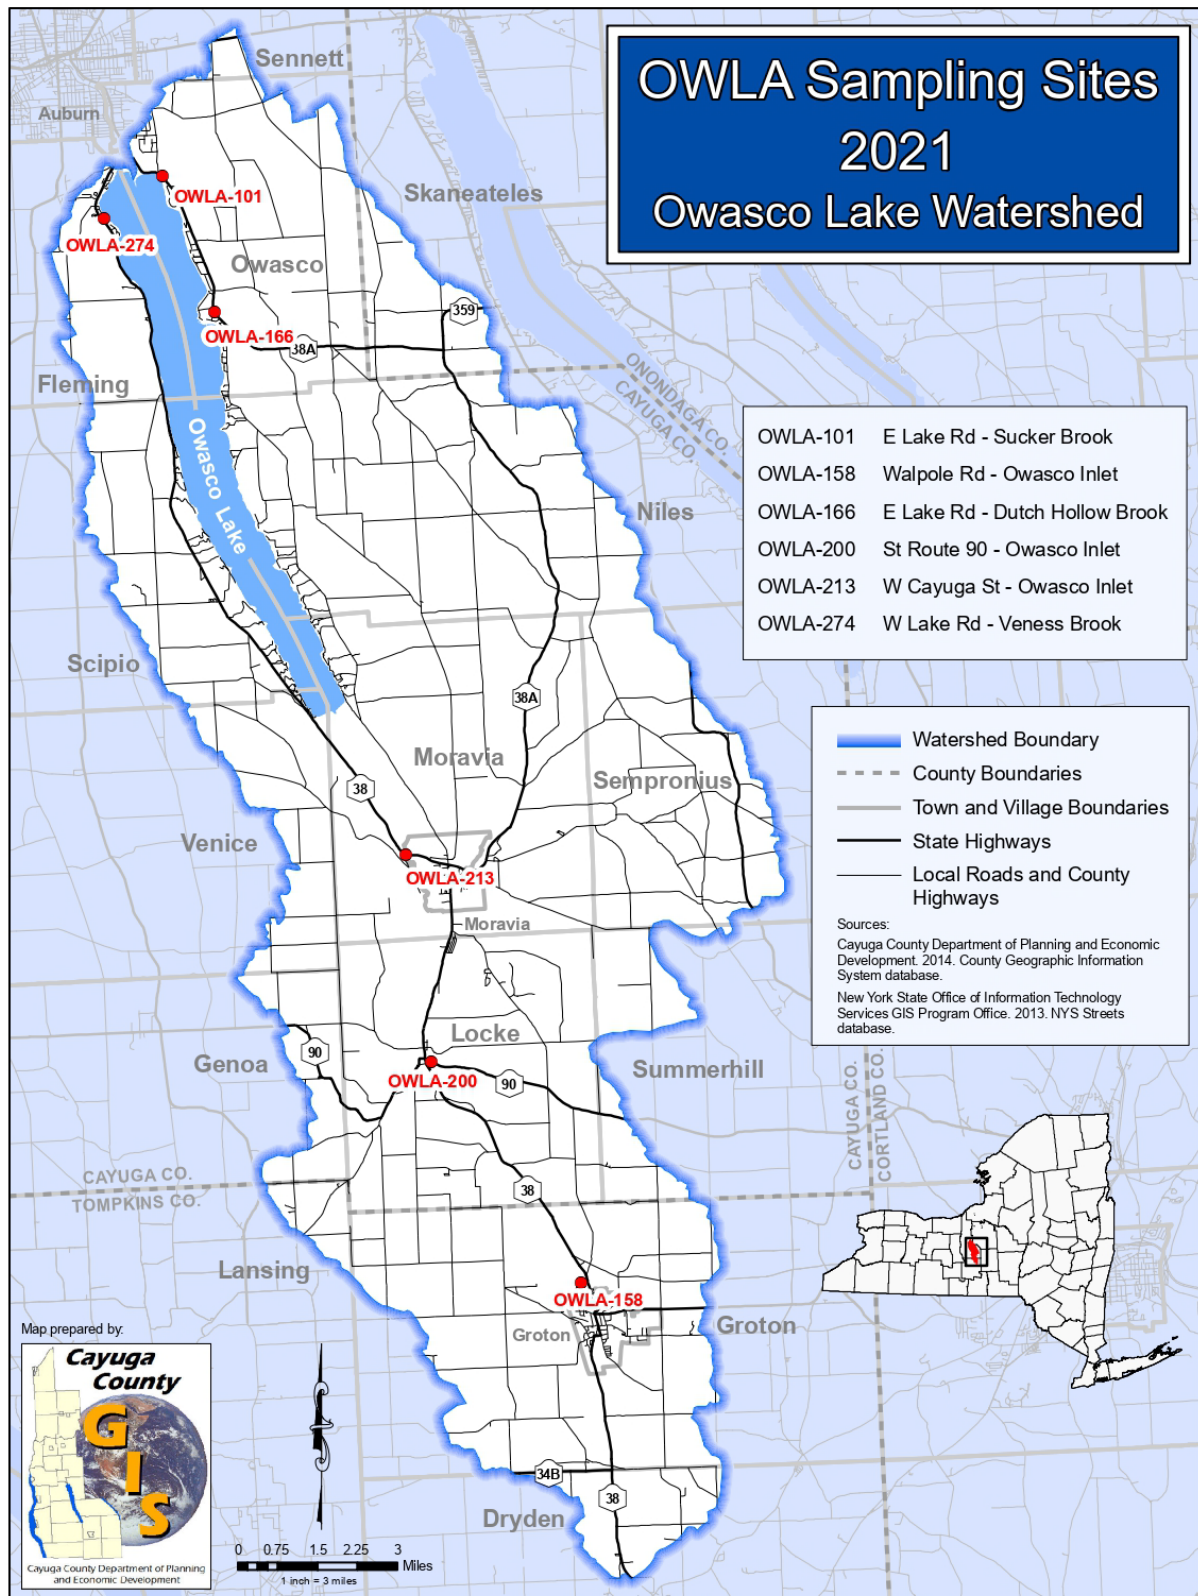 OWLA Sampling Sites
2021
Owasco Lake Watershed
Sennett
Auburn
Skaneateles
OWLA-101
OWLA-274
Owasco
359
OWLA-166
38A
ONONDAGA CO.
CAYUGA CO.
Fleming
Owasco Lake
OWLA-101 E Lake Rd - Sucker Brook
OWLA-158 Walpole Rd - Owasco Inlet
OWLA-166 E Lake Rd - Dutch Hollow Brook
OWLA-200 St Route 90 - Owasco Inlet
OWLA-213 W Cayuga St - Owasco Inlet
OWLA-274 W Lake Rd - Veness Brook
Niles
Scipio
38A
Moravia
Sempronius
38
Venice
OWLA-213
Moravia
Watershed Boundary
County Boundaries
Town and Village Boundaries
State Highways
Local Roads and County
Highways
Sources:
Cayuga County Department of Planning and Economic
Development. 2014. County Geographic Information
System database.
New York State Office of Information Technology
Services GIS Program Office. 2013. NYS Streets
database.
Locke
90
Genoa
Summerhill
OWLA-200
90
CAYUGA CO.
CORTLAND CO.
CAYUGA CO.
TOMPKINS CO.
38
Lansing
OWLA-158
Groton
Groton
Map prepared by:
Cayuga
County
GIS
Cayuga County Department of Planning
and Economic Development
34B
38
Dryden
0 0.75 1.5 2.25 3
Miles
1 inch = 3 miles